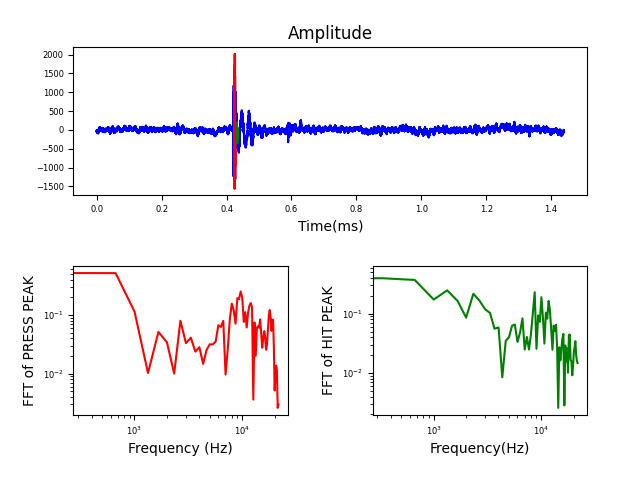 Amplitude
2000
1500
1000
500
0
−500
−1000
−1500
0.0 0.2 0.4 0.6 0.8 1.0 1.2 1.4
Time(ms)
FFT of PRESS PEAK
10⁻¹
10⁻²
10³ 10⁴
Frequency (Hz)
FFT of HIT PEAK
10⁻¹
10⁻²
10³ 10⁴
Frequency(Hz)